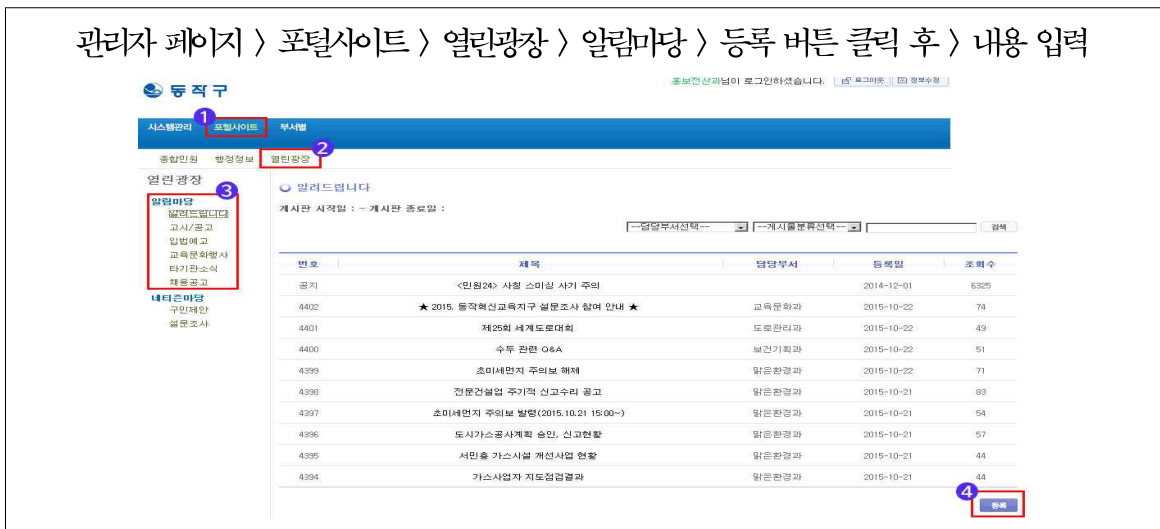 관리자 페이지 > 포털사이트 > 열린광장 > 알림마당 > 등록 버튼 클릭 후 > 내용 입력
동작구
홍보전산과님이 로그인하셨습니다. 로그아웃 정보수정
1
시스템관리 포털사이트 부서별
2
종합민원 행정정보 열린광장
열린광장
3
알림마당
알려드립니다
고시/공고
입법예고
교육문화행사
타기관소식
채용공고
네티즌마당
구민제안
설문조사
알려드립니다
게시판 시작일 : ~ 게시판 종료일 :
--담당부서선택-- --게시물분류선택-- 검색
번호 제목 담당부서 등록일 조회수
공지 <민원24> 사칭 스미싱 사기 주의 2014-12-01 6325
4402 ★ 2015. 동작혁신교육지구 설문조사 참여 안내 ★ 교육문화과 2015-10-22 74
4401 제25회 세계도로대회 도로관리과 2015-10-22 49
4400 수두 관련 Q&A 보건기획과 2015-10-22 51
4399 초미세먼지 주의보 해제 맑은환경과 2015-10-22 71
4398 전문건설업 주기적 신고수리 공고 맑은환경과 2015-10-21 83
4397 초미세먼지 주의보 발령(2015.10.21 15:00~) 맑은환경과 2015-10-21 54
4396 도시가스공사계획 승인, 신고현황 맑은환경과 2015-10-21 57
4395 서민층 가스시설 개선사업 현황 맑은환경과 2015-10-21 44
4394 가스사업자 지도점검결과 맑은환경과 2015-10-21 44
4
등록